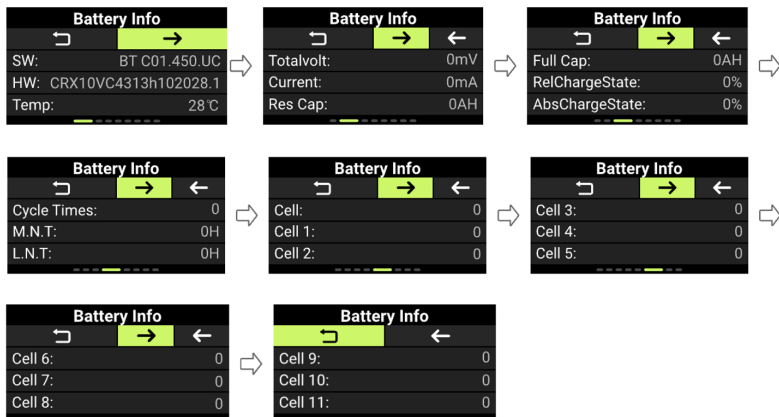 Battery Info
SW: BT C01.450.UC
HW: CRX10VC4313h102028.1
Temp: 28℃
Battery Info
Totalvolt: 0mV
Current: 0mA
Res Cap: 0AH
Battery Info
Full Cap: 0AH
RelChargeState: 0%
AbsChargeState: 0%
Battery Info
Cycle Times: 0
M.N.T: 0H
L.N.T: 0H
Battery Info
Cell: 0
Cell 1: 0
Cell 2: 0
Battery Info
Cell 3: 0
Cell 4: 0
Cell 5: 0
Battery Info
Cell 6: 0
Cell 7: 0
Cell 8: 0
Battery Info
Cell 9: 0
Cell 10: 0
Cell 11: 0